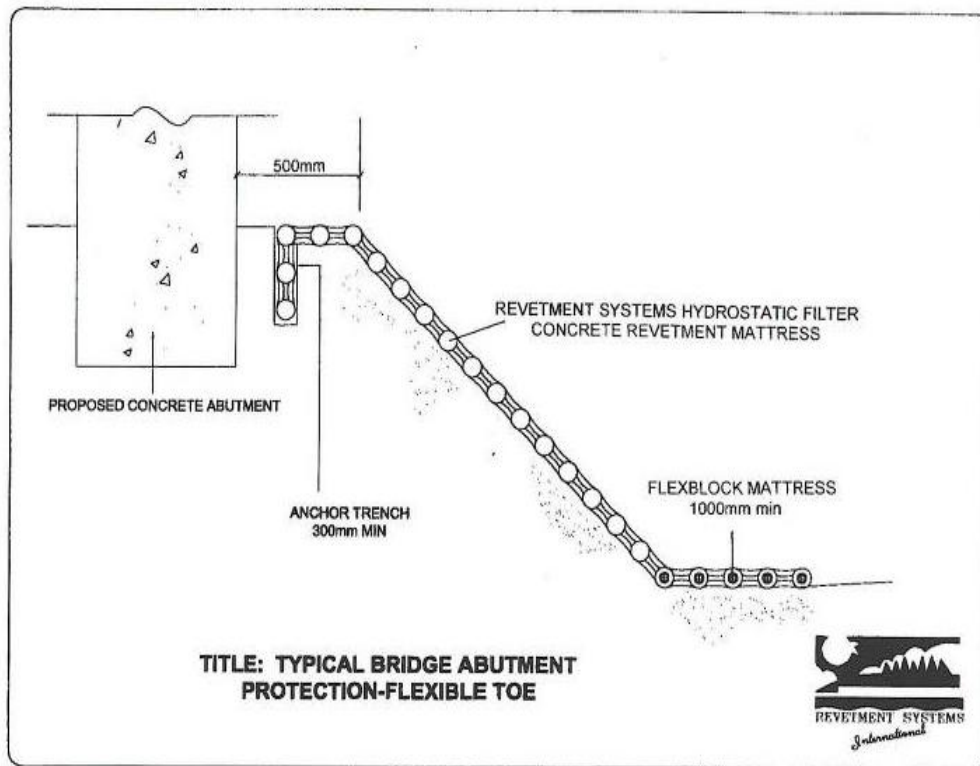 500mm
REVETMENT SYSTEMS HYDROSTATIC FILTER
CONCRETE REVETMENT MATTRESS
PROPOSED CONCRETE ABUTMENT
ANCHOR TRENCH
300mm MIN
FLEXBLOCK MATTRESS
1000mm min
TITLE: TYPICAL BRIDGE ABUTMENT
PROTECTION-FLEXIBLE TOE
REVETMENT SYSTEMS
International